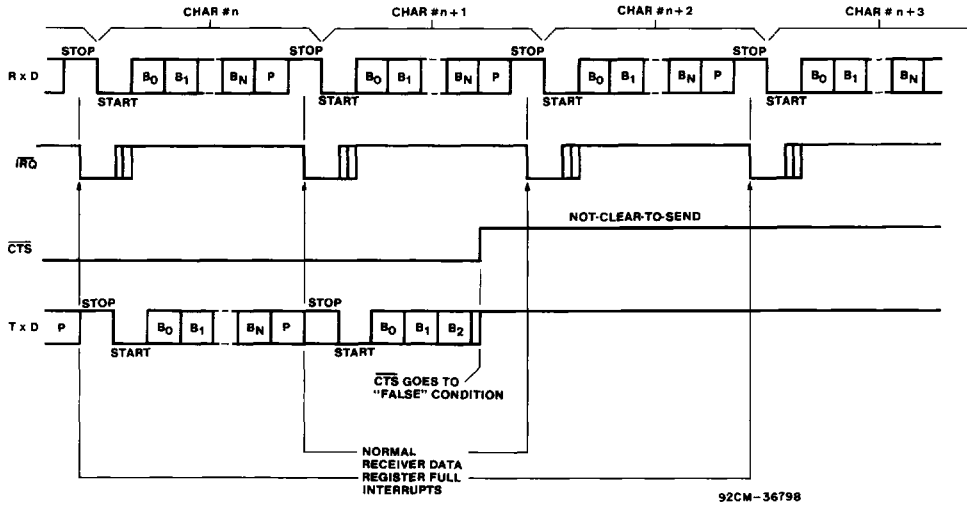 CHAR #n CHAR #n+1 CHAR #n+2 CHAR #n+3
STOP STOP STOP STOP
R x D B0 B1 BN P B0 B1 BN P B0 B1 BN P B0 B1 BN
START START START START
IRQ
NOT-CLEAR-TO-SEND
CTS
STOP STOP
T x D P B0 B1 BN P B0 B1 B2
START START
CTS GOES TO
"FALSE" CONDITION
NORMAL
RECEIVER DATA
REGISTER FULL
INTERRUPTS
92CM-36798